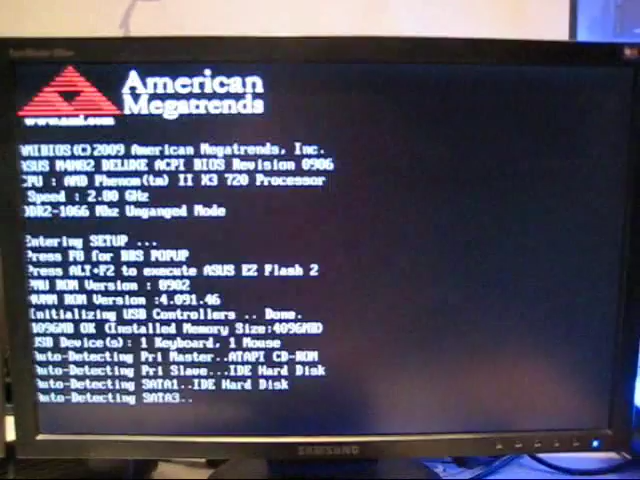 American
Megatrends
www.ami.com
AMIBIOS(C)2009 American Megatrends, Inc.
ASUS M4N82 DELUXE ACPI BIOS Revision 0906
CPU : AMD Phenom(tm) II X3 720 Processor
Speed : 2.80 GHz
DDR2-1066 Mhz Unganged Mode
Entering SETUP ...
Press F8 for BBS POPUP
Press ALT+F2 to execute ASUS EZ Flash 2
ROM Version : 0902
ROM Version :4.091.46
Initializing USB Controllers .. Done.
4096MB OK (Installed Memory Size:4096MB)
USB Device(s): 1 Keyboard, 1 Mouse
Auto-Detecting Pri Master..ATAPI CD-ROM
Auto-Detecting Pri Slave...IDE Hard Disk
Auto-Detecting SATA1..IDE Hard Disk
Auto-Detecting SATA3..
SAMSUNG